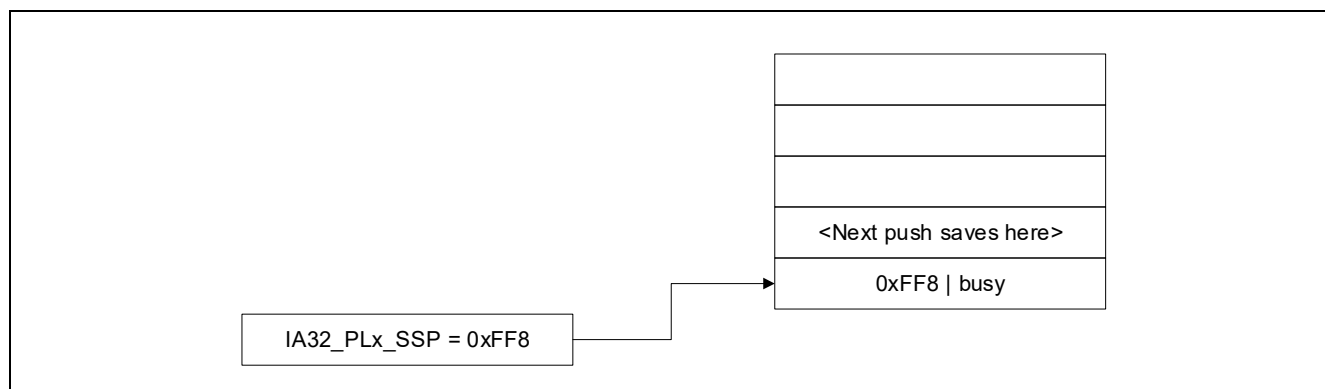 <Next push saves here>
0xFF8 | busy
IA32_PLx_SSP = 0xFF8